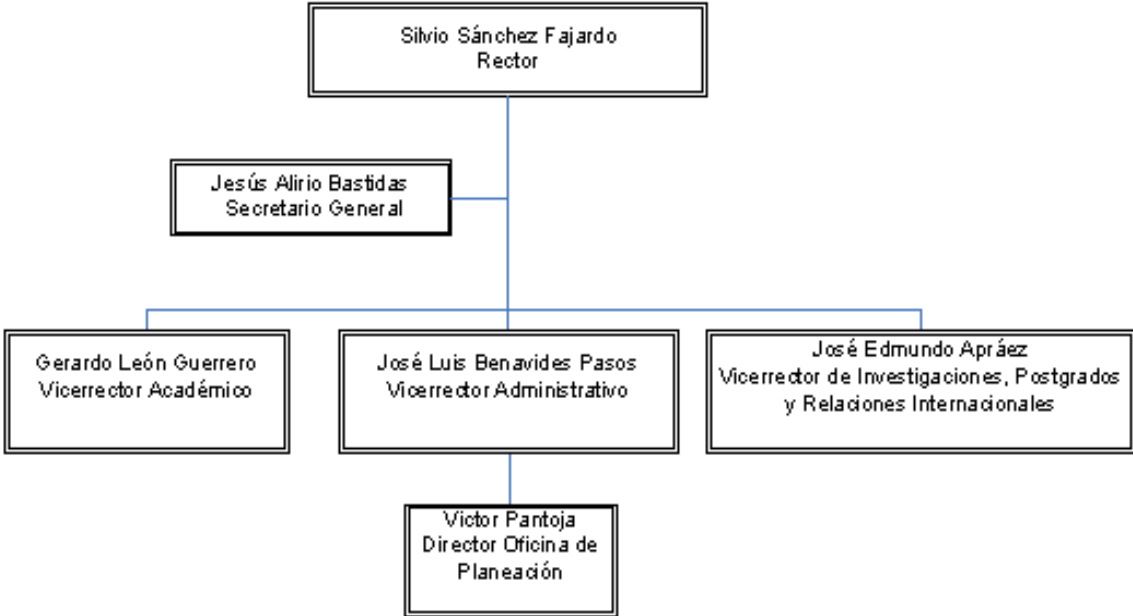 Silvio Sánchez Fajardo
Rector
Jesús Alirio Bastidas
Secretario General
Gerardo León Guerrero
Vicerrector Académico
José Luis Benavides Pasos
Vicerrector Administrativo
José Edmundo Apráez
Vicerrector de Investigaciones, Postgrados
y Relaciones Internacionales
Victor Pantoja
Director Oficina de
Planeación